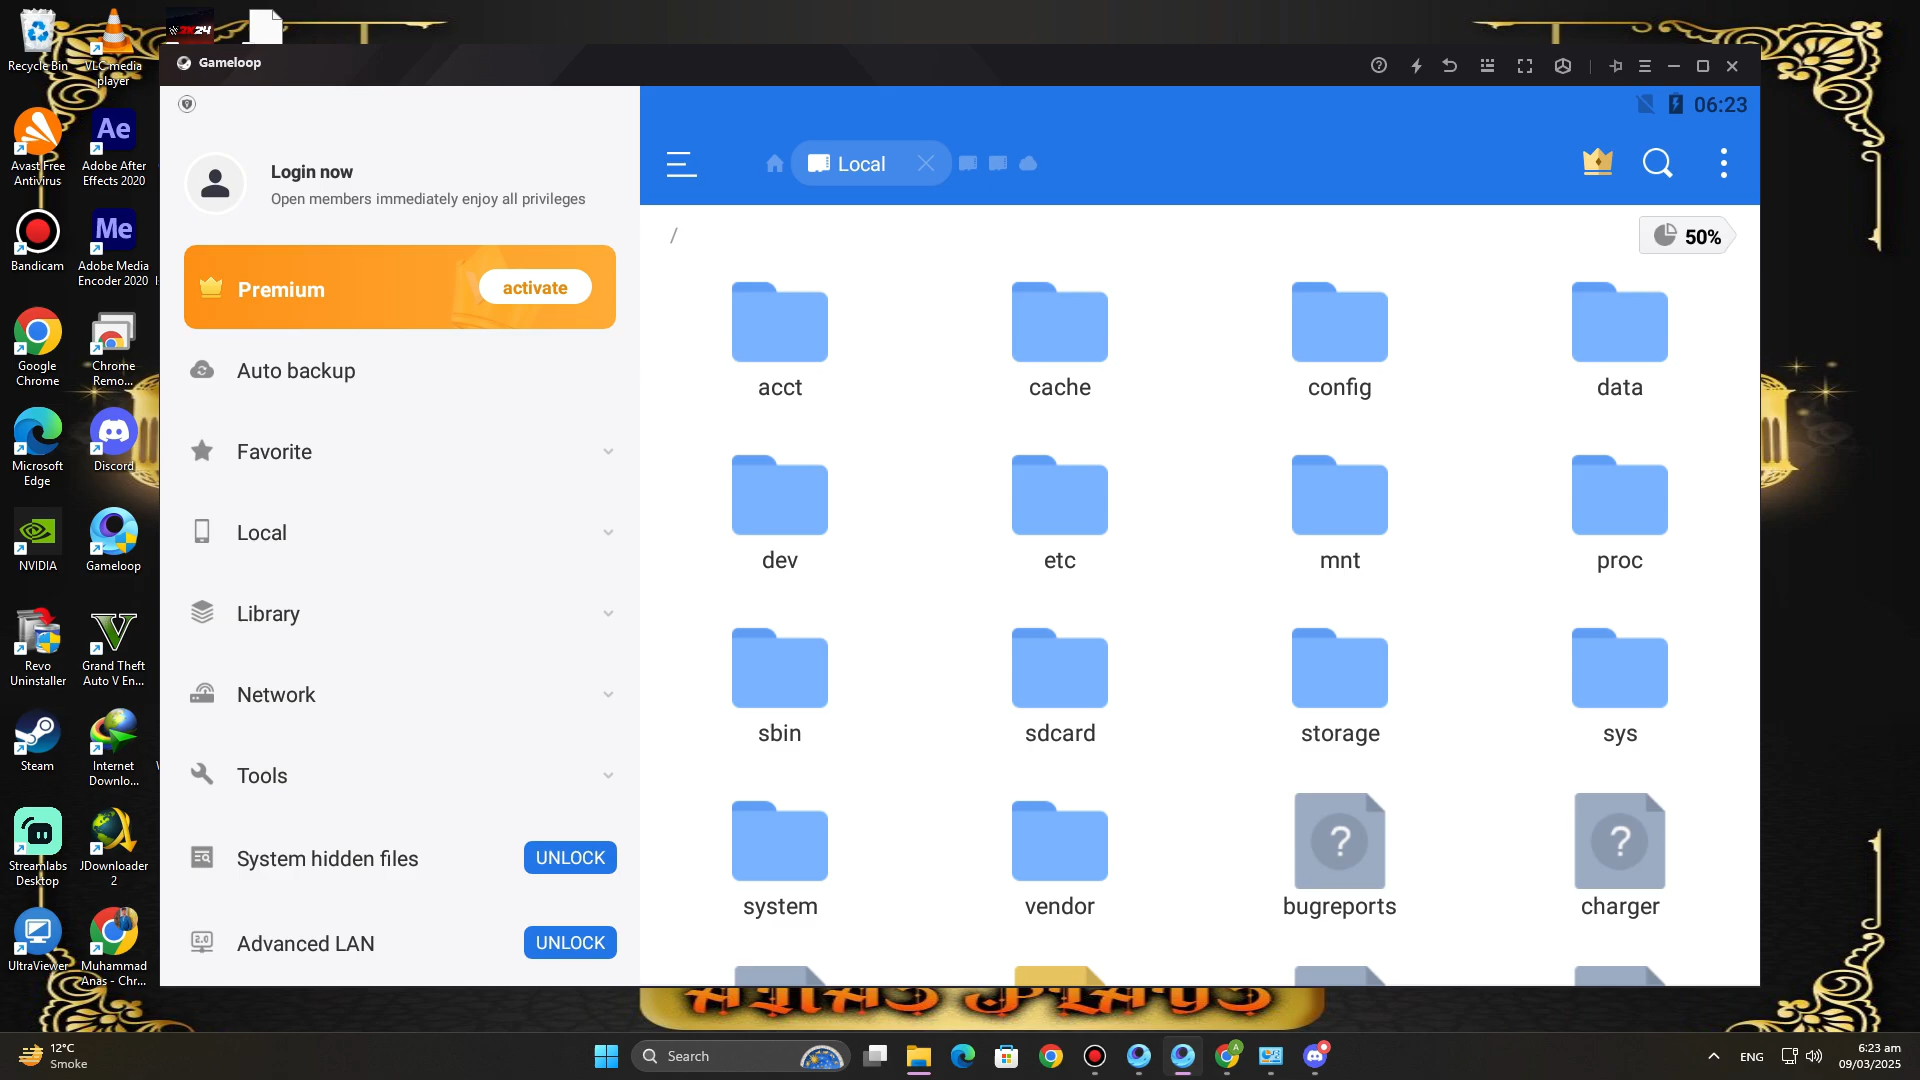 Recycle Bin
VLC media
player
2K24
Avast Free
Antivirus
Ae
Adobe After
Effects 2020
Bandicam
Me
Adobe Media
Encoder 2020
Google
Chrome
Chrome
Remo...
Microsoft
Edge
Discord
NVIDIA
Gameloop
Revo
Uninstaller
Grand Theft
Auto V En...
Steam
Internet
Downlo...
Streamlabs
Desktop
JDownloader
2
UltraViewer
Muhammad
Anas - Chr...
Gameloop
06:23
Login now
Open members immediately enjoy all privileges
Premium
activate
Auto backup
Favorite
Local
Library
Network
Tools
System hidden files
UNLOCK
2.0
Advanced LAN
UNLOCK
Local
/
50%
acct
cache
config
data
dev
etc
mnt
proc
sbin
sdcard
storage
sys
system
vendor
?
bugreports
?
charger
12°C
Smoke
Search
A
ENG
6:23 am
09/03/2025